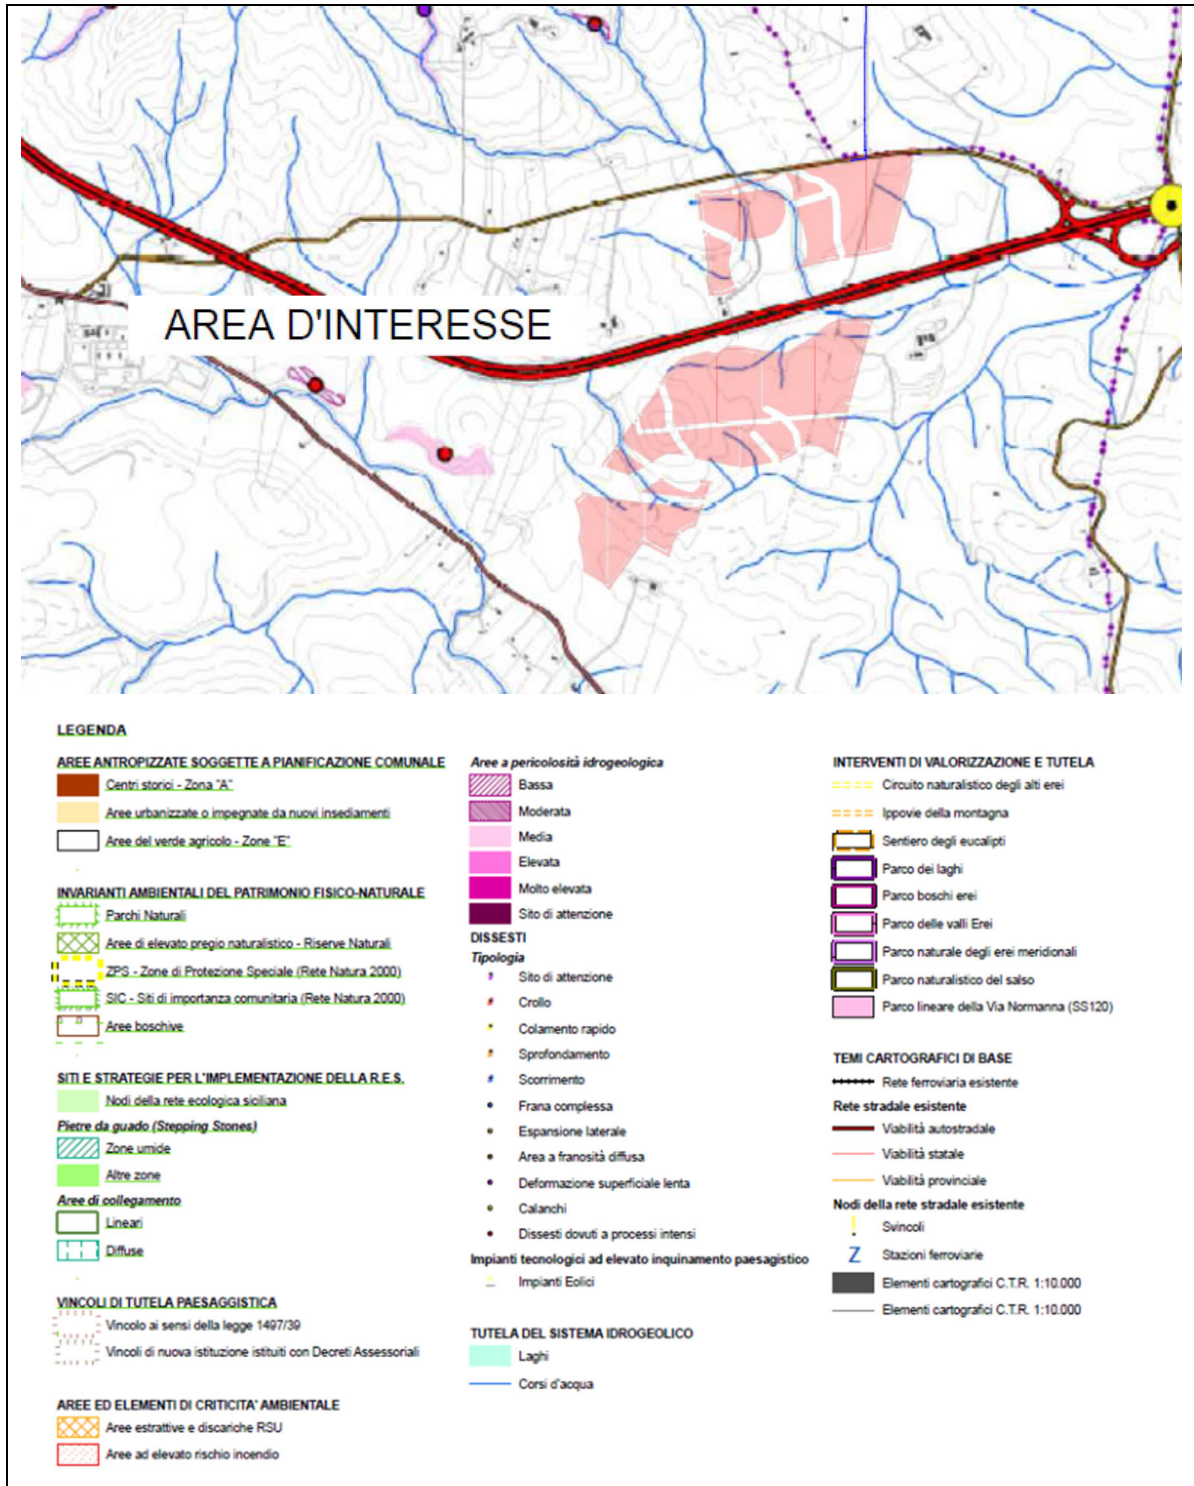 AREA D'INTERESSE
LEGENDA
AREE ANTROPIZZATE SOGGETTE A PIANIFICAZIONE COMUNALE
Centri storici - Zona "A"
Aree urbanizzate o impegnate da nuovi insediamenti
Aree del verde agricolo - Zone "E"
INVARIANTI AMBIENTALI DEL PATRIMONIO FISICO-NATURALE
Parchi Naturali
Aree di elevato pregio naturalistico - Riserve Naturali
ZPS - Zone di Protezione Speciale (Rete Natura 2000)
SIC - Siti di importanza comunitaria (Rete Natura 2000)
Aree boschive
SITI E STRATEGIE PER L'IMPLEMENTAZIONE DELLA R.E.S.
Nodi della rete ecologica siciliana
Pietre da guado (Stepping Stones)
Zone umide
Altre zone
Aree di collegamento
Lineari
Diffuse
VINCOLI DI TUTELA PAESAGGISTICA
Vincolo ai sensi della legge 1497/39
Vincoli di nuova istituzione istituiti con Decreti Assessoriali
AREE ED ELEMENTI DI CRITICITA' AMBIENTALE
Aree estrattive e discariche RSU
Aree ad elevato rischio incendio
Aree a pericolosità idrogeologica
Bassa
Moderata
Media
Elevata
Molto elevata
Sito di attenzione
DISSESTI
Tipologia
Sito di attenzione
Crollo
Colamento rapido
Sprofondamento
Scorrimento
Frana complessa
Espansione laterale
Area a franosità diffusa
Deformazione superficiale lenta
Calanchi
Dissesti dovuti a processi intensi
Impianti tecnologici ad elevato inquinamento paesagistico
Impianti Eolici
TUTELA DEL SISTEMA IDROGEOLICO
Laghi
Corsi d'acqua
INTERVENTI DI VALORIZZAZIONE E TUTELA
Circuito naturalistico degli alti erei
Ippovie della montagna
Sentiero degli eucalipti
Parco dei laghi
Parco boschi erei
Parco delle valli Erei
Parco naturale degli erei meridionali
Parco naturalistico del salso
Parco lineare della Via Normanna (SS120)
TEMI CARTOGRAFICI DI BASE
Rete ferroviaria esistente
Rete stradale esistente
Viabilità autostradale
Viabilità statale
Viabilità provinciale
Nodi della rete stradale esistente
Svincoli
Stazioni ferroviarie
Elementi cartografici C.T.R. 1:10.000
Elementi cartografici C.T.R. 1:10.000